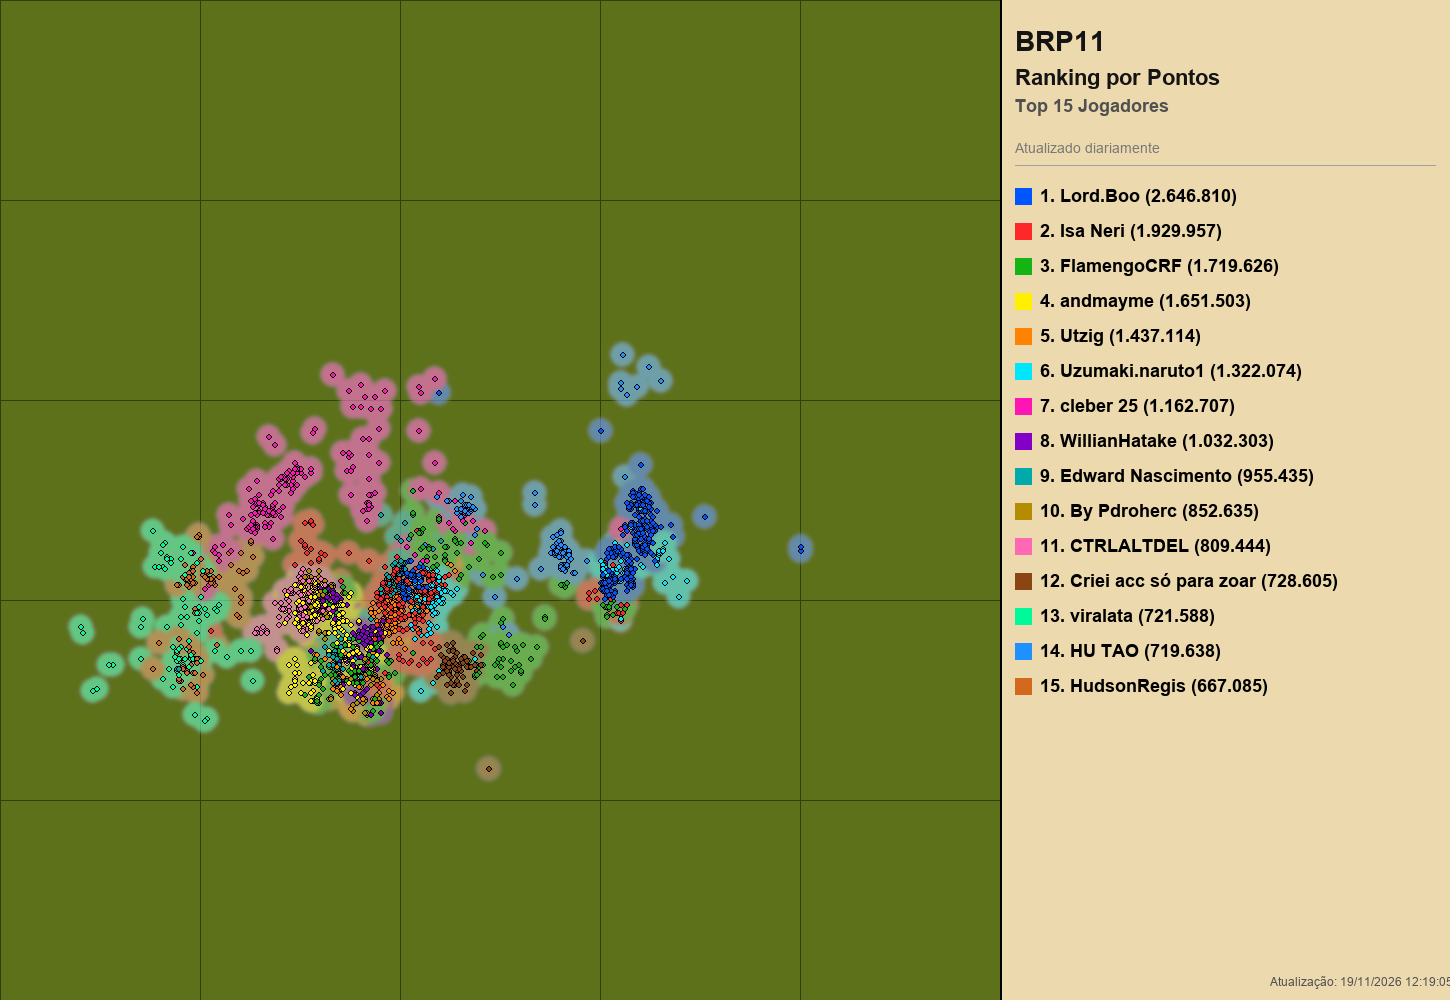 BRP11
Ranking por Pontos
Top 15 Jogadores
Atualizado diariamente
1. Lord.Boo (2.646.810)
2. Isa Neri (1.929.957)
3. FlamengoCRF (1.719.626)
4. andmayme (1.651.503)
5. Utzig (1.437.114)
6. Uzumaki.naruto1 (1.322.074)
7. cleber 25 (1.162.707)
8. WillianHatake (1.032.303)
9. Edward Nascimento (955.435)
10. By Pdroherc (852.635)
11. CTRLALTDEL (809.444)
12. Criei acc só para zoar (728.605)
13. viralata (721.588)
14. HU TAO (719.638)
15. HudsonRegis (667.085)
Atualização: 19/11/2026 12:19:05